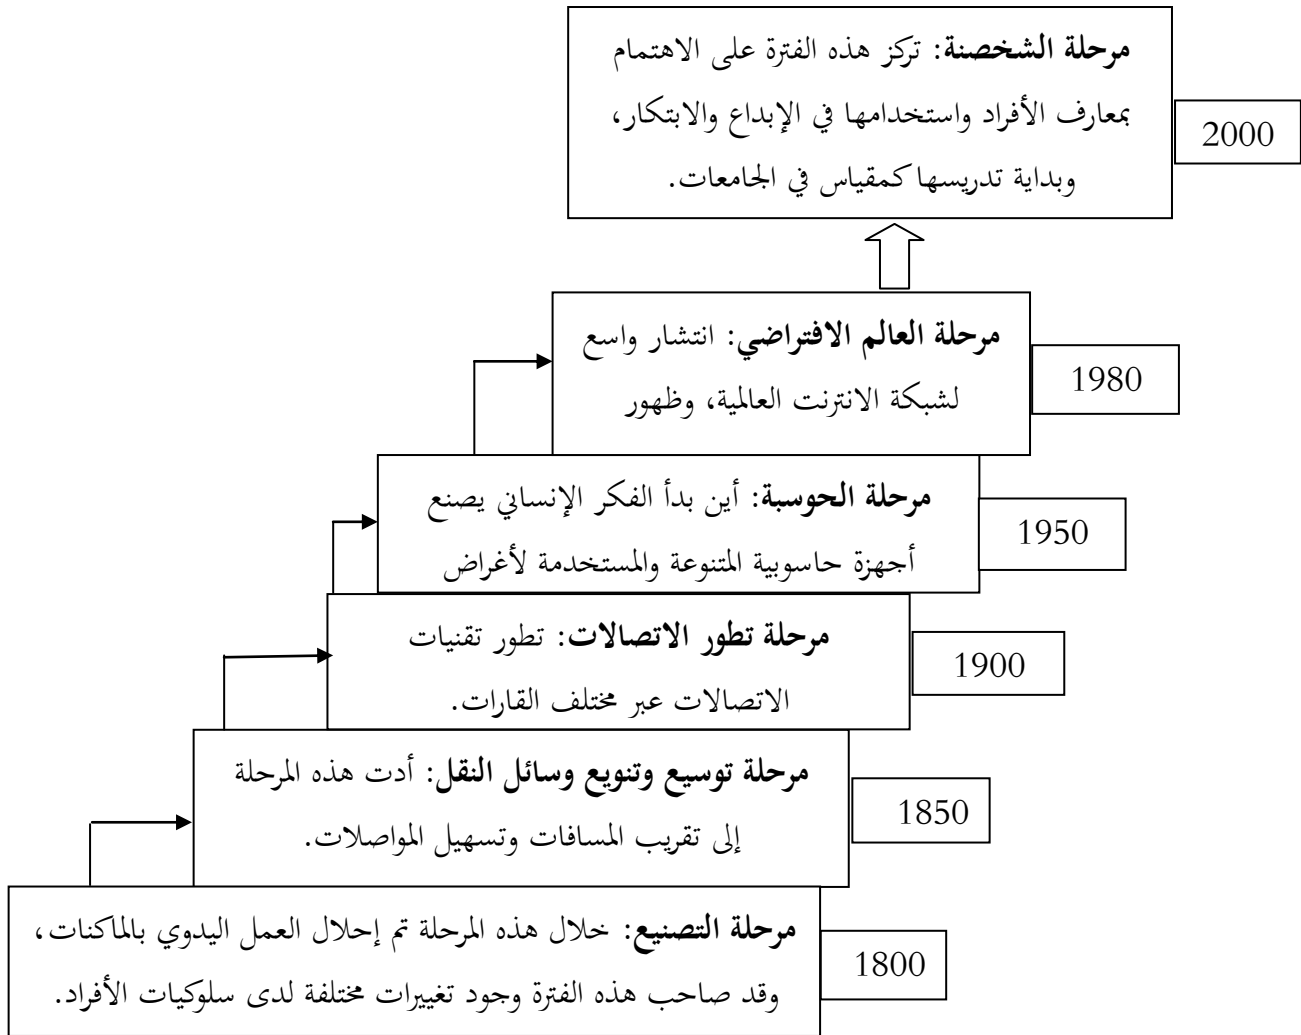 مرحلة الشخصنة: تركز هذه الفترة على الاهتمام
بمعارف الأفراد واستخدامها في الإبداع والابتكار،
وبداية تدريسها كمقياس في الجامعات.
2000
مرحلة العالم الافتراضي: انتشار واسع
لشبكة الانترنت العالمية، وظهور
1980
مرحلة الحوسبة: أين بدأ الفكر الإنساني يصنع
أجهزة حاسوبية المتنوعة والمستخدمة لأغراض
1950
مرحلة تطور الاتصالات: تطور تقنيات
الاتصالات عبر مختلف القارات.
1900
مرحلة توسيع وتنويع وسائل النقل: أدت هذه المرحلة
إلى تقريب المسافات وتسهيل المواصلات.
1850
مرحلة التصنيع: خلال هذه المرحلة تم إحلال العمل اليدوي بالماكنات،
وقد صاحب هذه الفترة وجود تغييرات مختلفة لدى سلوكيات الأفراد.
1800